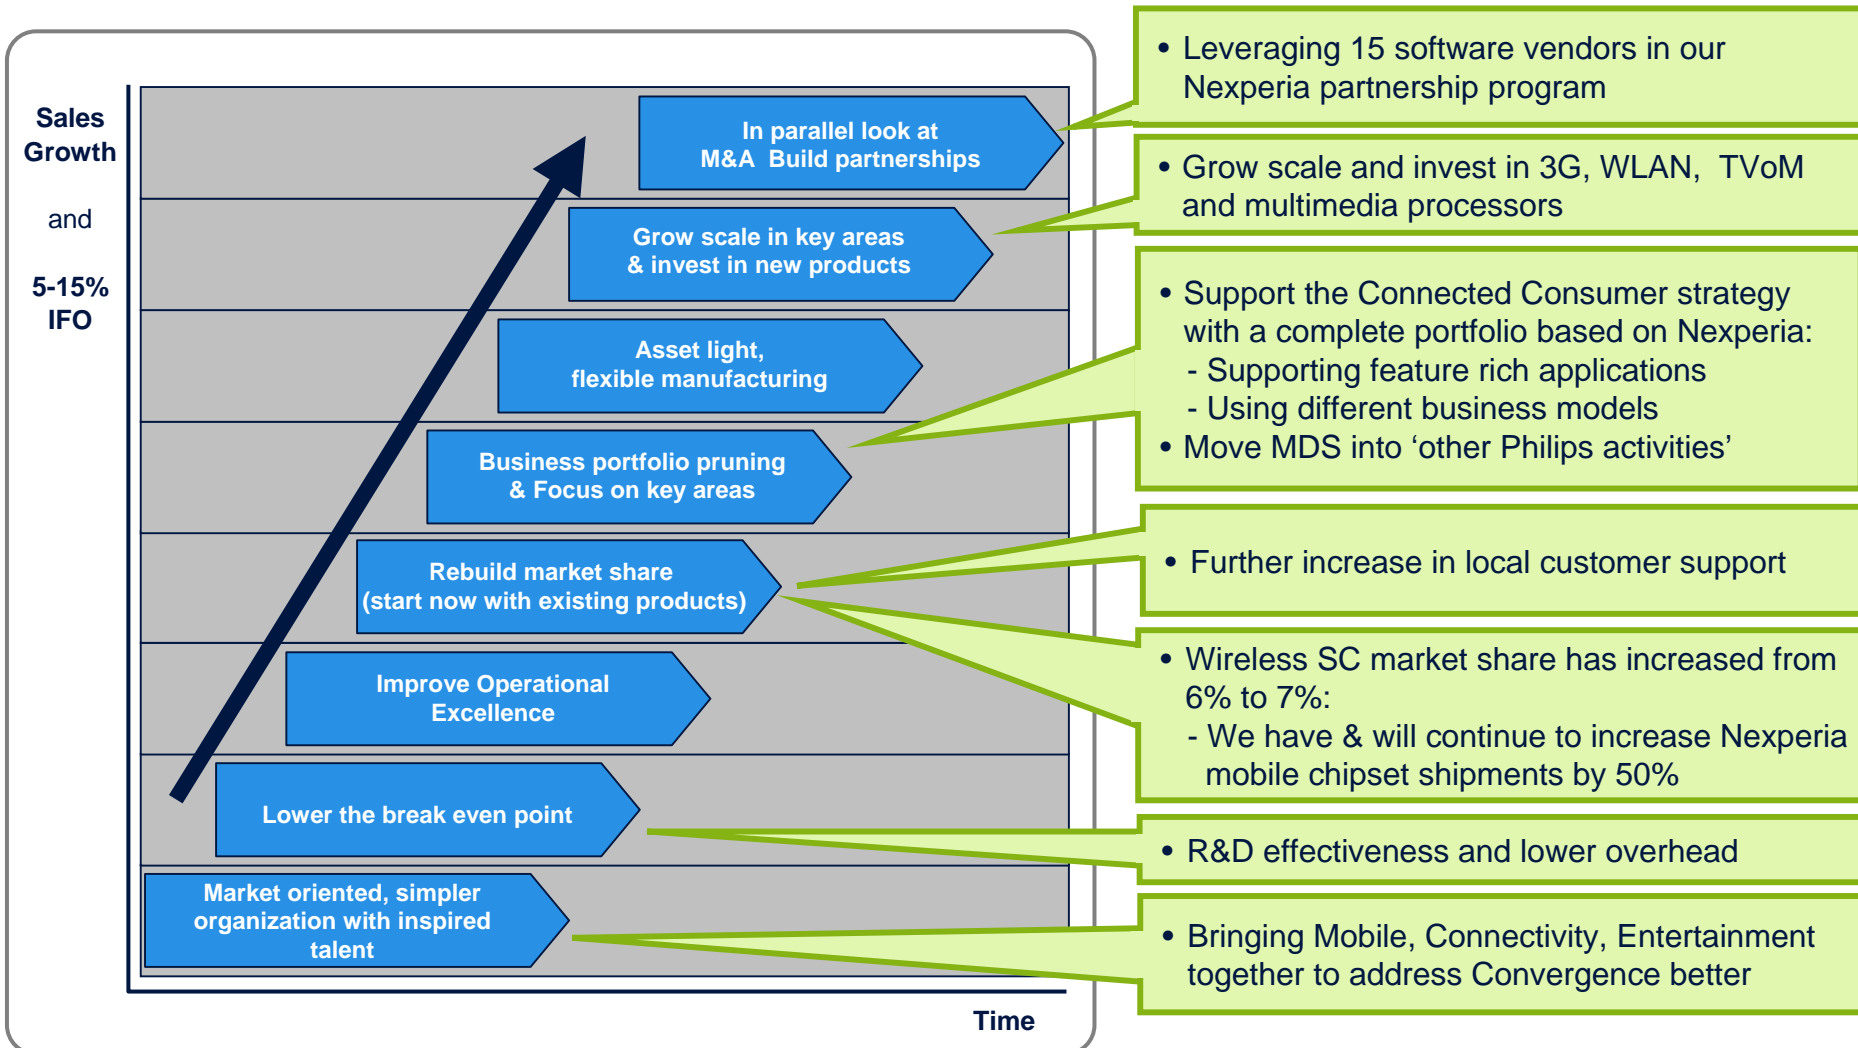 Sales
Growth
and
5-15%
IFO
In parallel look at
M&A  Build partnerships
Grow scale in key areas
& invest in new products
Asset light,
flexible manufacturing
Business portfolio pruning
& Focus on key areas
Rebuild market share
(start now with existing products)
Improve Operational
Excellence
Lower the break even point
Market oriented, simpler
organization with inspired
talent
Time
• Leveraging 15 software vendors in our
Nexperia partnership program
• Grow scale and invest in 3G, WLAN,  TVoM
and multimedia processors
• Support the Connected Consumer strategy
with a complete portfolio based on Nexperia:
- Supporting feature rich applications
- Using different business models
• Move MDS into ‘other Philips activities’
• Further increase in local customer support
• Wireless SC market share has increased from
6% to 7%:
- We have & will continue to increase Nexperia
mobile chipset shipments by 50%
• R&D effectiveness and lower overhead
• Bringing Mobile, Connectivity, Entertainment
together to address Convergence better